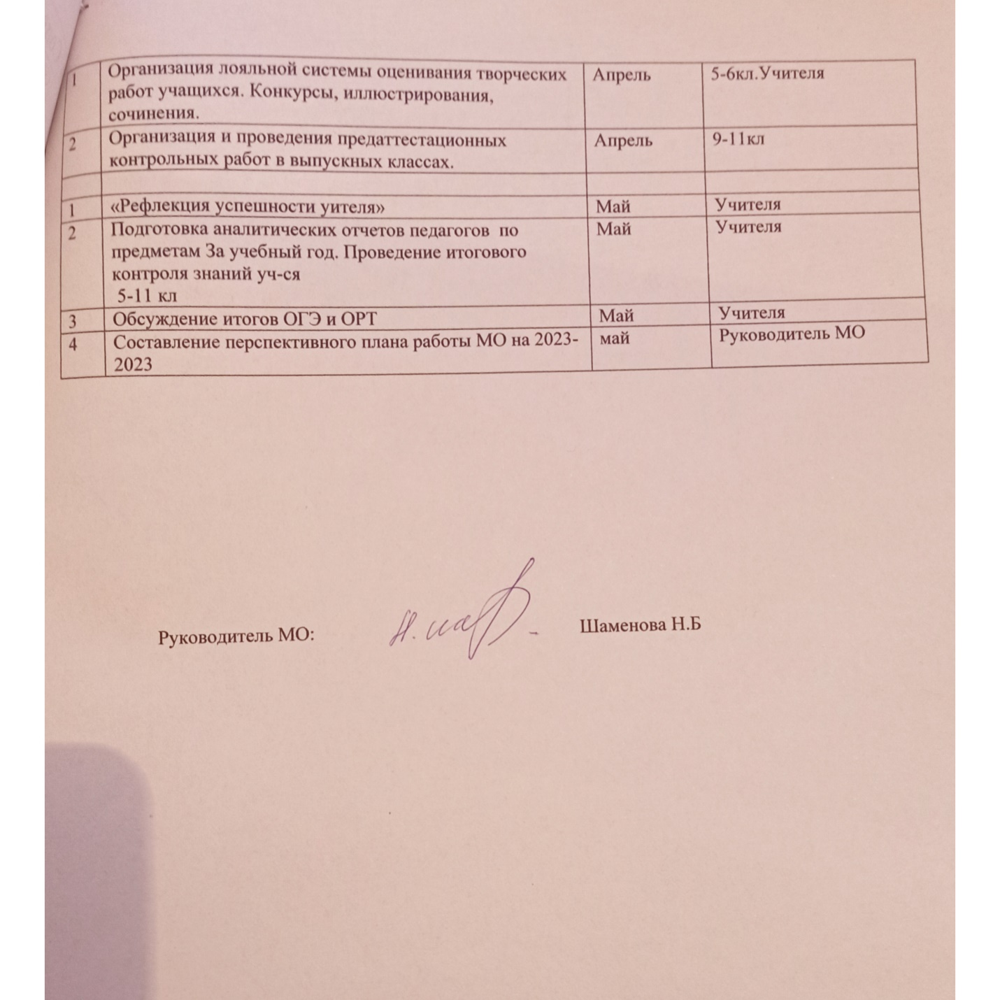 1 Организация лояльной системы оценивания творческих Апрель 5-6кл.Учителя
работ учащихся. Конкурсы, иллюстрирования,
сочинения.
2 Организация и проведения предаттестационных Апрель 9-11кл
контрольных работ в выпускных классах.
1 «Рефлекция успешности уителя» Май Учителя
2 Подготовка аналитических отчетов педагогов по Май Учителя
предметам За учебный год. Проведение итогового
контроля знаний уч-ся
5-11 кл
3 Обсуждение итогов ОГЭ и ОРТ Май Учителя
4 Составление перспективного плана работы МО на 2023- май Руководитель МО
2023
Руководитель МО: Шаменова Н.Б